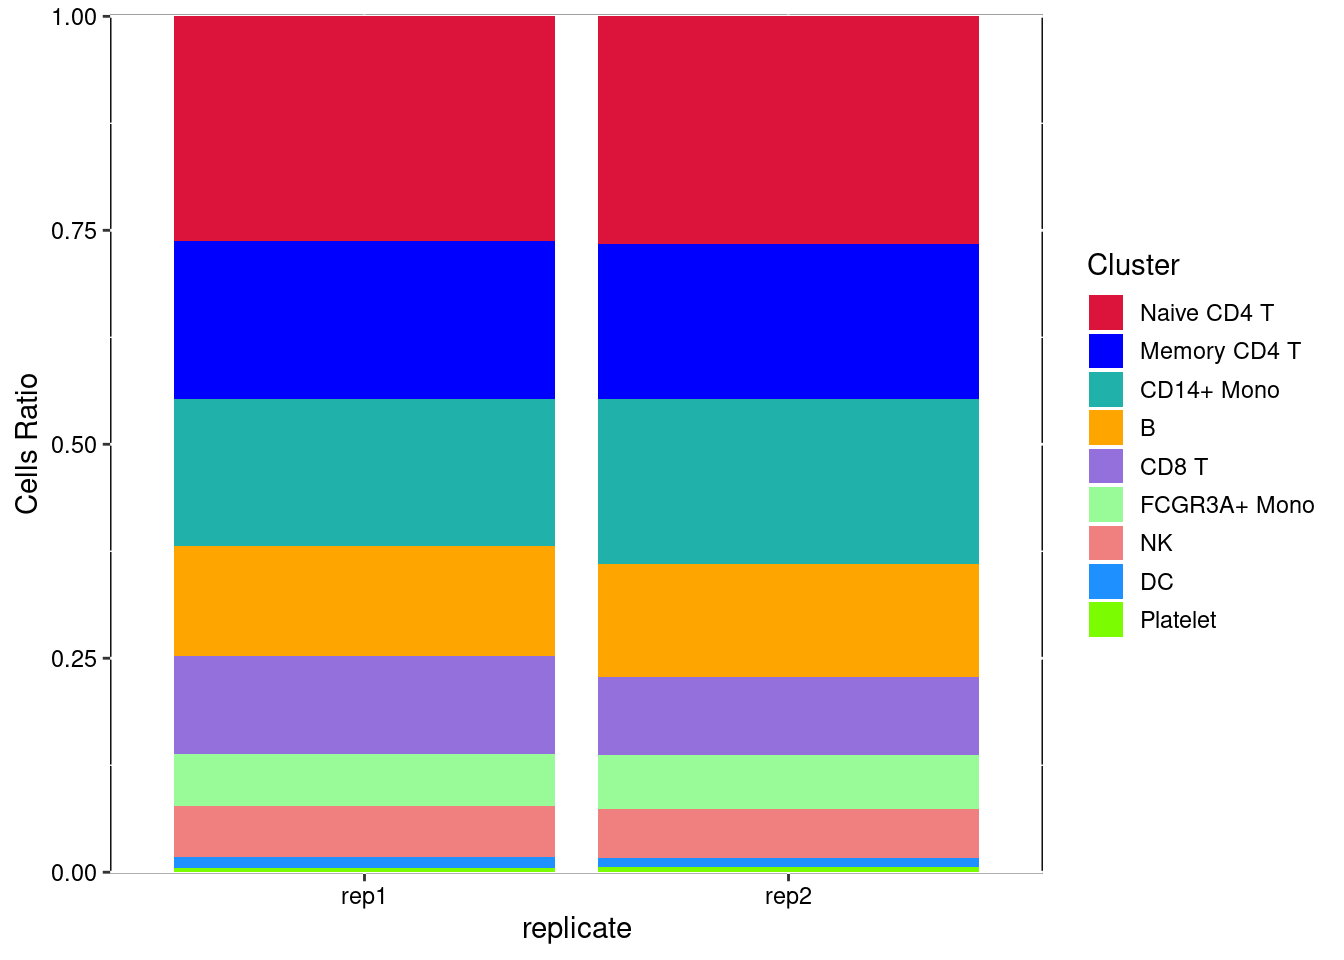 1.00
0.75
0.50
0.25
0.00
Cells Ratio
rep1
rep2
replicate
Cluster
Naive CD4 T
Memory CD4 T
CD14+ Mono
B
CD8 T
FCGR3A+ Mono
NK
DC
Platelet